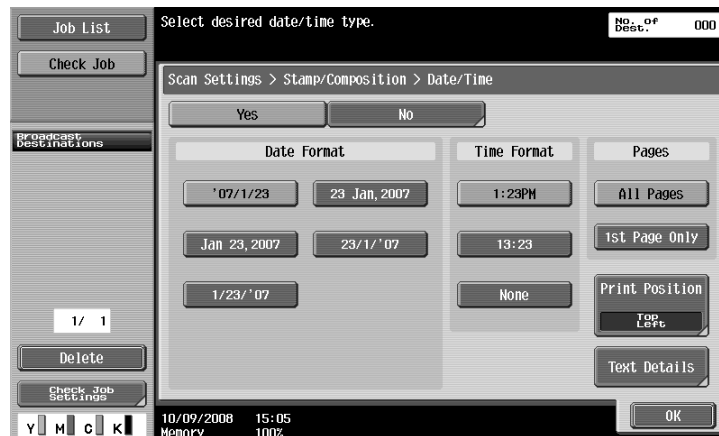 Job List
Check Job
Select desired date/time type.
No. of
Dest.
000
Scan Settings > Stamp/Composition > Date/Time
Yes
No
Broadcast
Destinations
Date Format
Time Format
Pages
'07/1/23
23 Jan,2007
1:23PM
All Pages
Jan 23,2007
23/1/'07
13:23
1st Page Only
1/23/'07
None
Print Position
Top
Left
1/ 1
Delete
Text Details
Check Job
Settings
OK
Y M C K
10/09/2008 15:05
Memory 100%